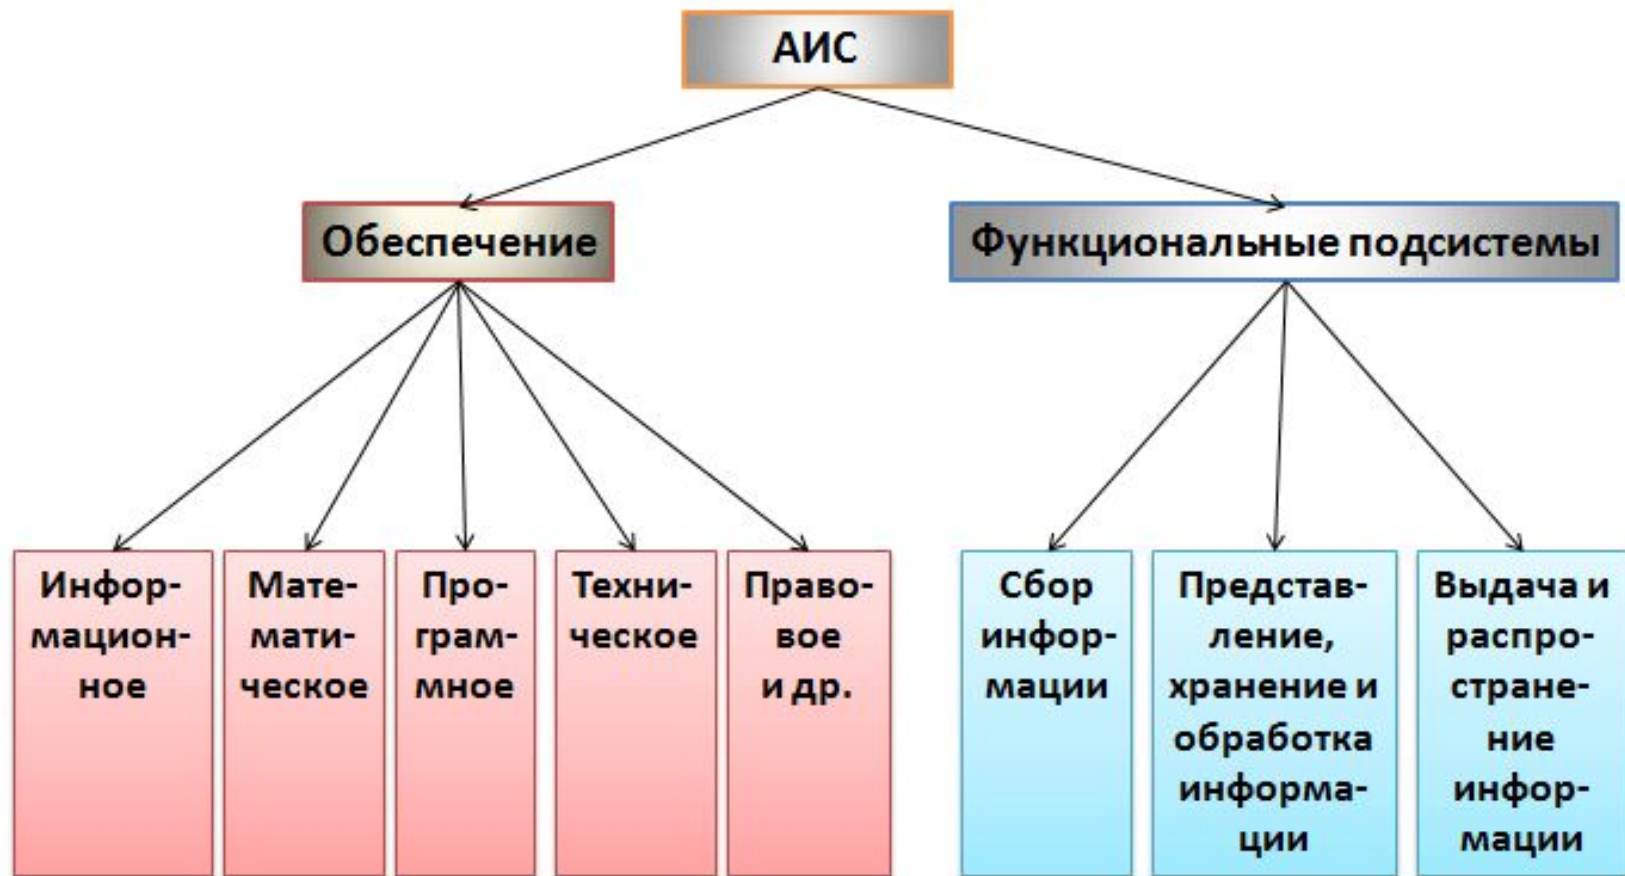 АИС
Обеспечение
Функциональные подсистемы
Инфор-
мацион-
ное
Мате-
мати-
ческое
Про-
грам-
мное
Техни-
ческое
Право-
вое
и др.
Сбор
инфор-
мации
Представ-
ление,
хранение и
обработка
информа-
ции
Выдача и
распро-
стране-
ние
инфор-
мации